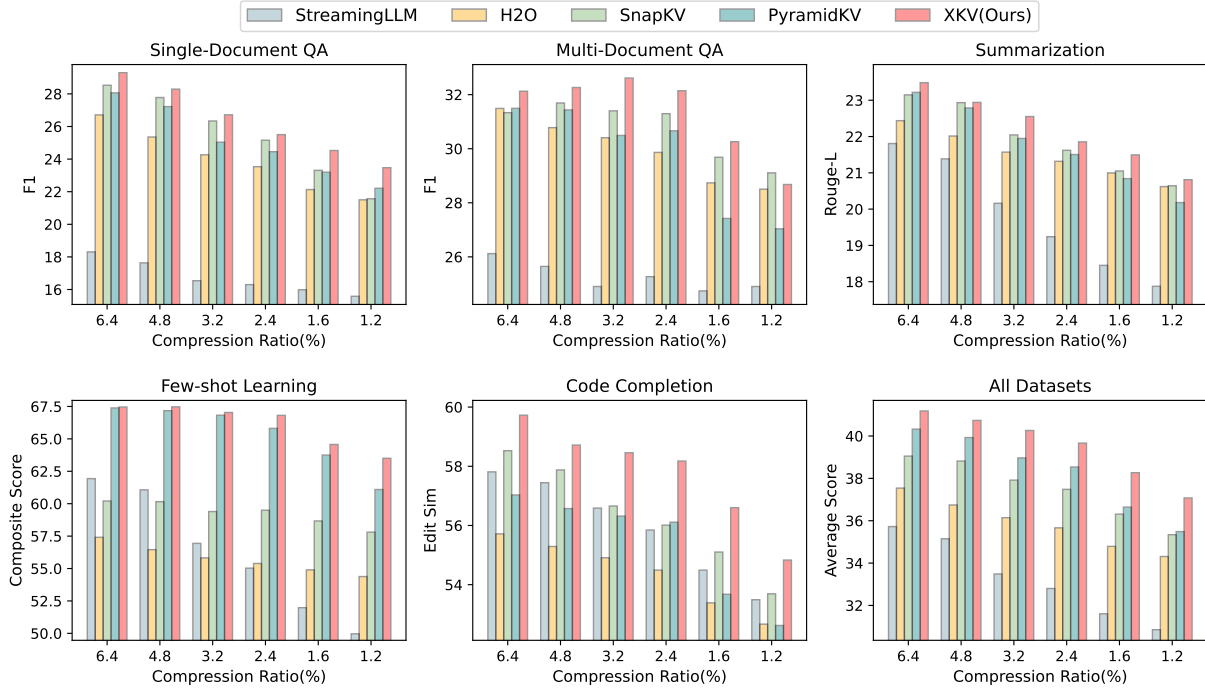 StreamingLLM H2O SnapKV PyramidKV XKV(Ours)
Single-Document QA
F1
28
26
24
22
20
18
16
6.4 4.8 3.2 2.4 1.6 1.2
Compression Ratio(%)
Multi-Document QA
F1
32
30
28
26
6.4 4.8 3.2 2.4 1.6 1.2
Compression Ratio(%)
Summarization
Rouge-L
23
22
21
20
19
18
6.4 4.8 3.2 2.4 1.6 1.2
Compression Ratio(%)
Few-shot Learning
Composite Score
67.5
65.0
62.5
60.0
57.5
55.0
52.5
50.0
6.4 4.8 3.2 2.4 1.6 1.2
Compression Ratio(%)
Code Completion
Edit Sim
60
58
56
54
6.4 4.8 3.2 2.4 1.6 1.2
Compression Ratio(%)
All Datasets
Average Score
40
38
36
34
32
6.4 4.8 3.2 2.4 1.6 1.2
Compression Ratio(%)